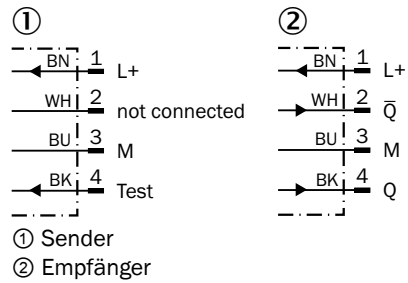 ① ②
BN 1 L+ BN 1 L+
WH 2 not connected WH 2 Q̅
BU 3 M BU 3 M
BK 4 Test BK 4 Q
① Sender
② Empfänger